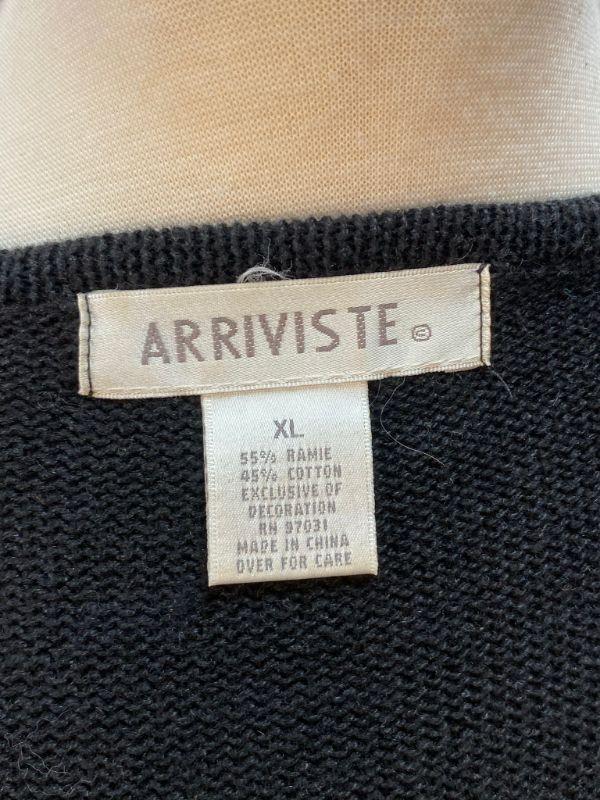 ARRIVISTE ®
XL
55% RAMIE
45% COTTON
EXCLUSIVE OF
DECORATION
RN 97031
MADE IN CHINA
OVER FOR CARE